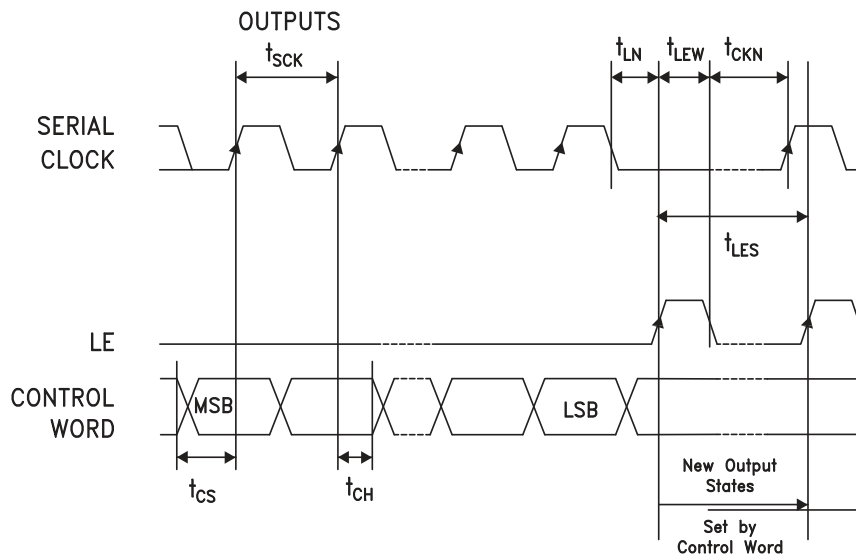 OUTPUTS
tSCK
tLN
tLEW
tCKN
SERIAL
CLOCK
tLES
LE
CONTROL
WORD
MSB
LSB
tCS
tCH
New Output
States
Set by
Control Word